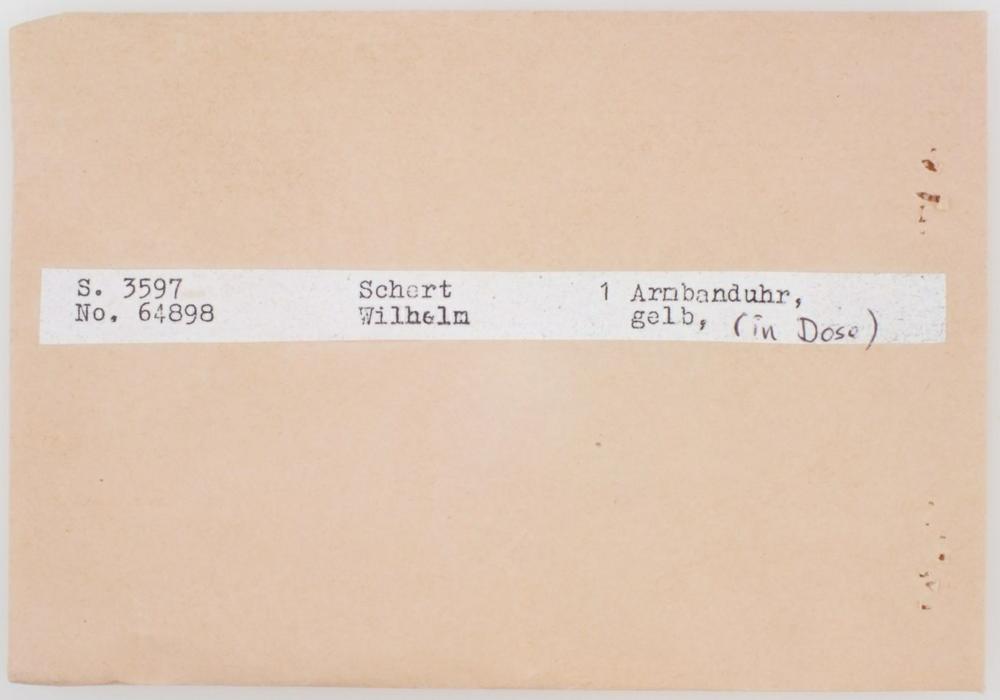 S. 3597 Schert 1 Armbanduhr,
No. 64898 Wilhelm gelb, (in Dose)